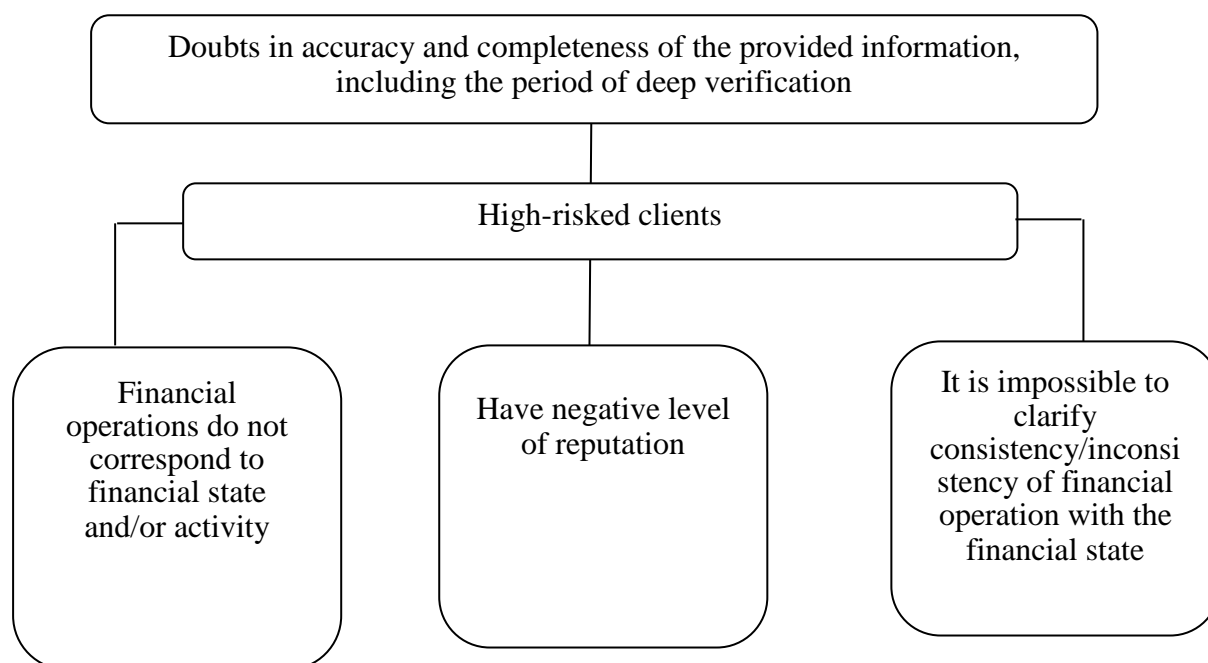 Doubts in accuracy and completeness of the provided information,
including the period of deep verification
High-risked clients
Financial
operations do not
correspond to
financial state
and/or activity
Have negative level
of reputation
It is impossible to
clarify
consistency/inconsi
stency of financial
operation with the
financial state